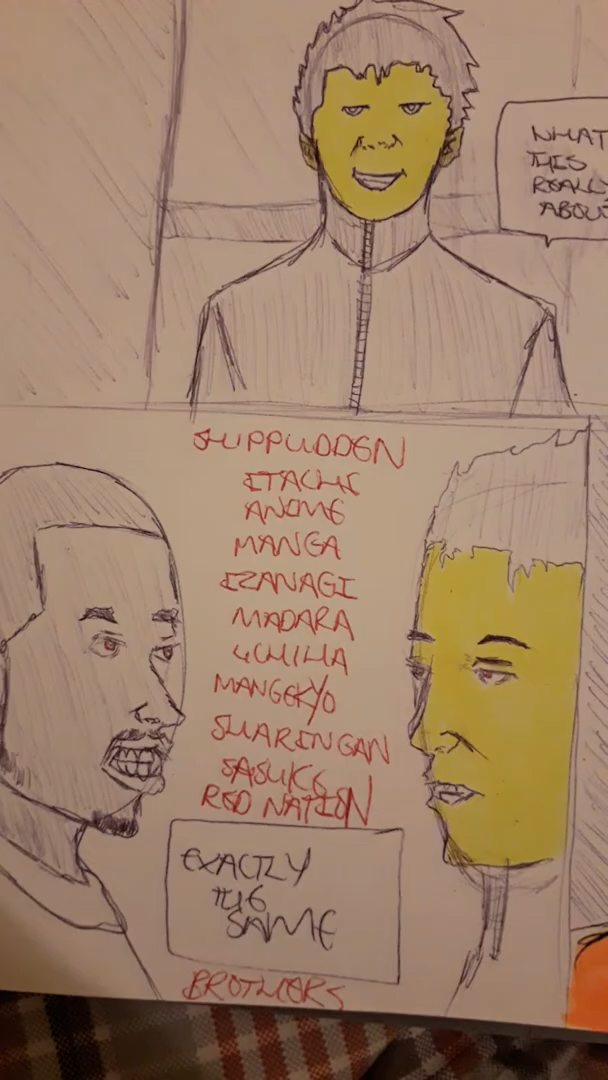 WHAT
THIS
REALLY
ABOUT
SHIPPUDDEN
ITACHI
ANIME
MANGA
IZANAGI
MADARA
UCHIHA
MANGEKYO
SHARINGAN
SASUKE
RED NATION
EXACTLY
THE
SAME
BROTHERS